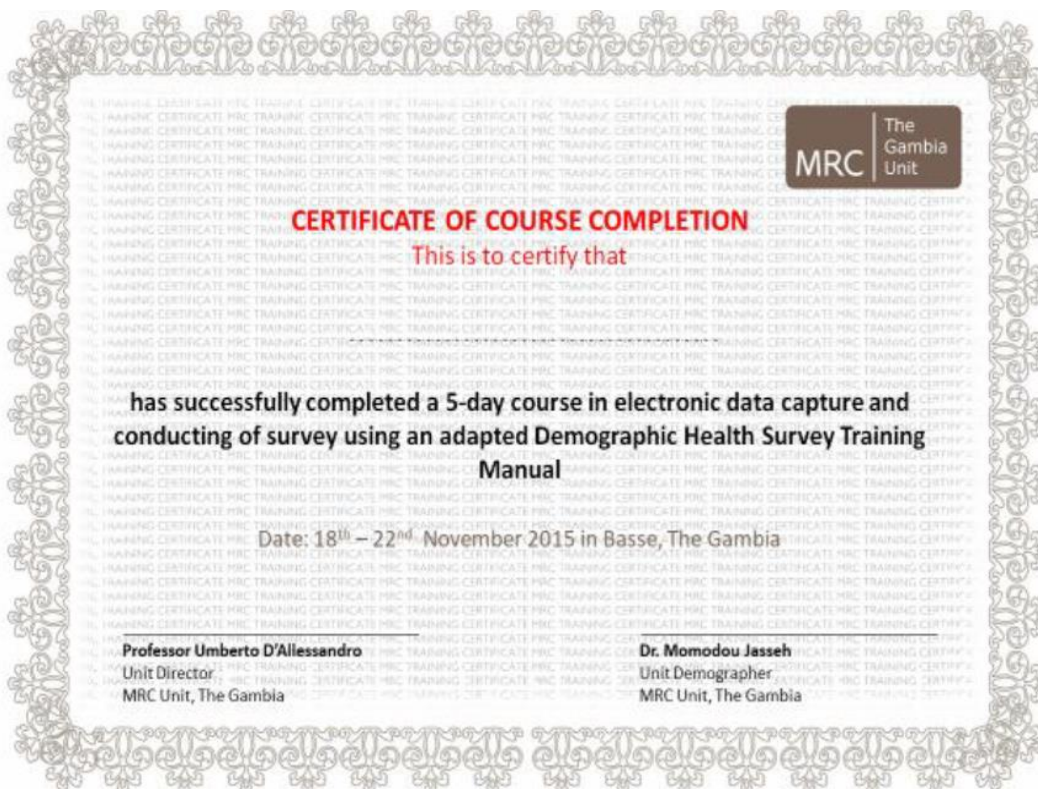 MRC
The
Gambia
Unit
CERTIFICATE OF COURSE COMPLETION
This is to certify that
has successfully completed a 5-day course in electronic data capture and
conducting of survey using an adapted Demographic Health Survey Training
Manual
Date: 18th – 22nd November 2015 in Basse, The Gambia
Professor Umberto D'Allessandro
Unit Director
MRC Unit, The Gambia
Dr. Momodou Jasseh
Unit Demographer
MRC Unit, The Gambia